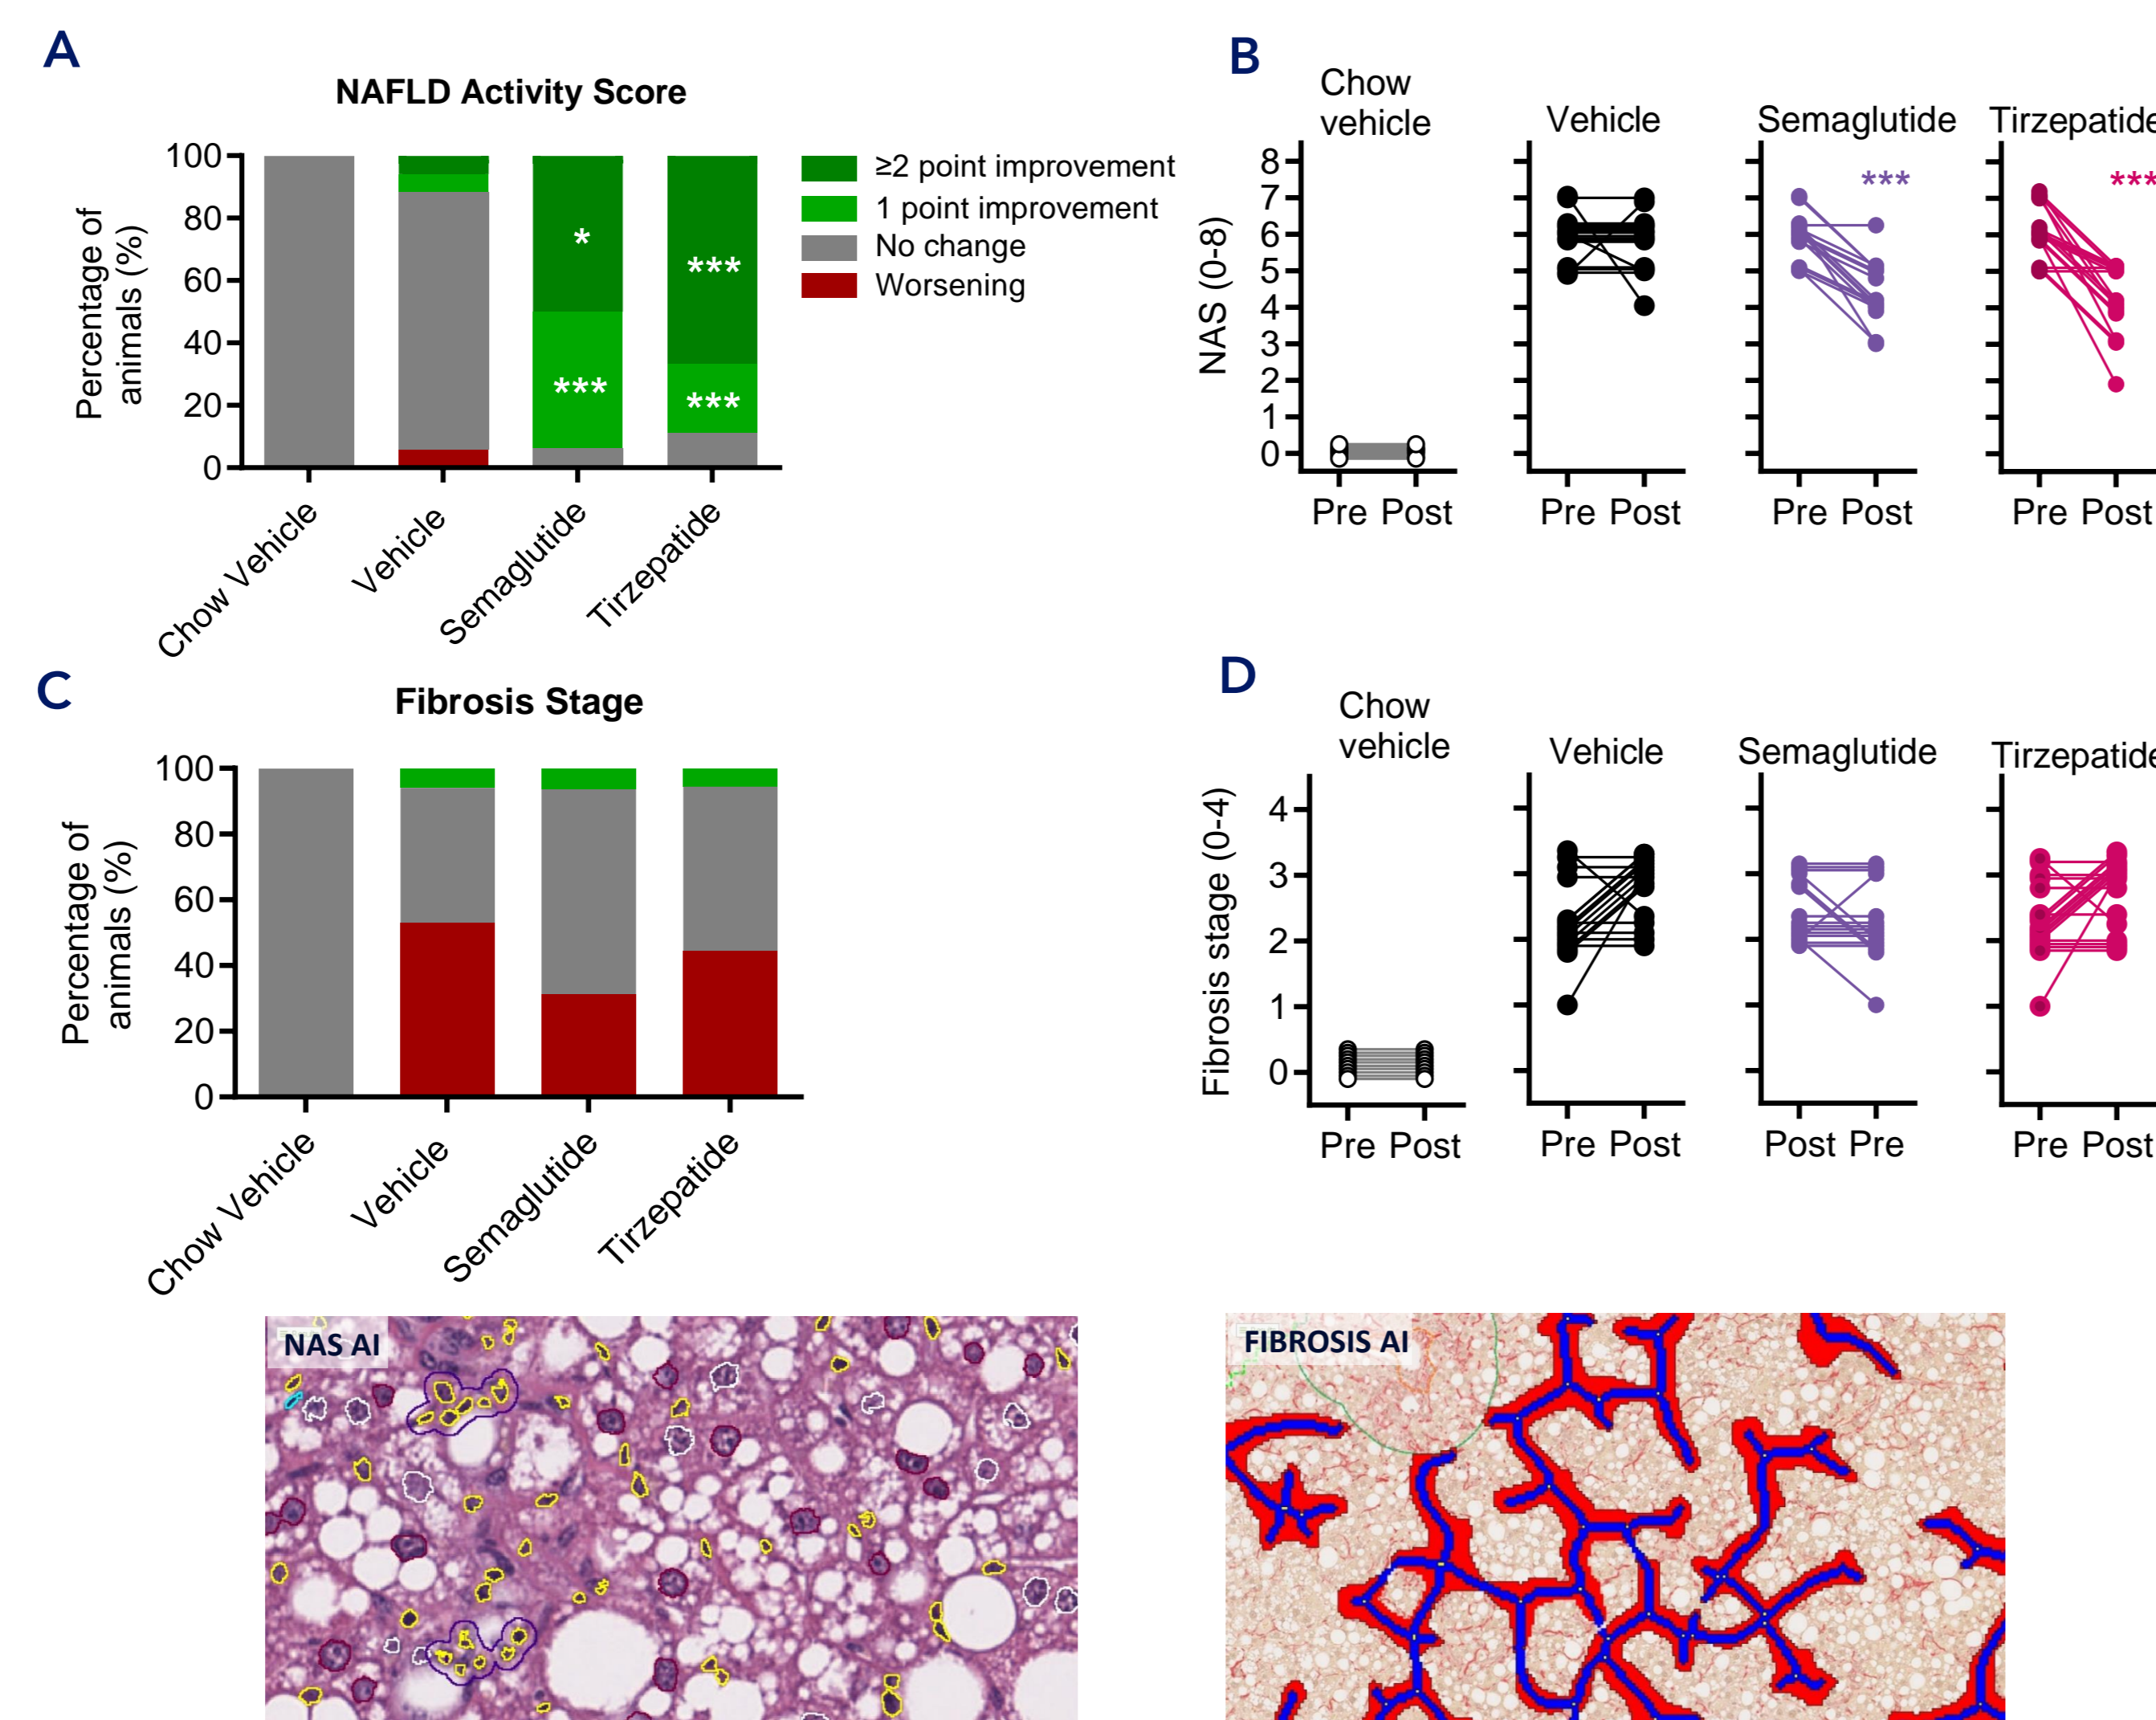 A
NAFLD Activity Score
Percentage of
animals (%)
100
80
60
40
20
0
*
***
***
***
Chow Vehicle
Vehicle
Semaglutide
Tirzepatide
≥2 point improvement
1 point improvement
No change
Worsening
B
NAS (0-8)
8
7
6
5
4
3
2
1
0
Chow
vehicle
Pre Post
Vehicle
Pre Post
Semaglutide
***
Pre Post
Tirzepatide
***
Pre Post
C
Fibrosis Stage
Percentage of
animals (%)
100
80
60
40
20
0
Chow Vehicle
Vehicle
Semaglutide
Tirzepatide
D
Fibrosis stage (0-4)
4
3
2
1
0
Chow
vehicle
Pre Post
Vehicle
Pre Post
Semaglutide
Post Pre
Tirzepatide
Pre Post
NAS AI
FIBROSIS AI